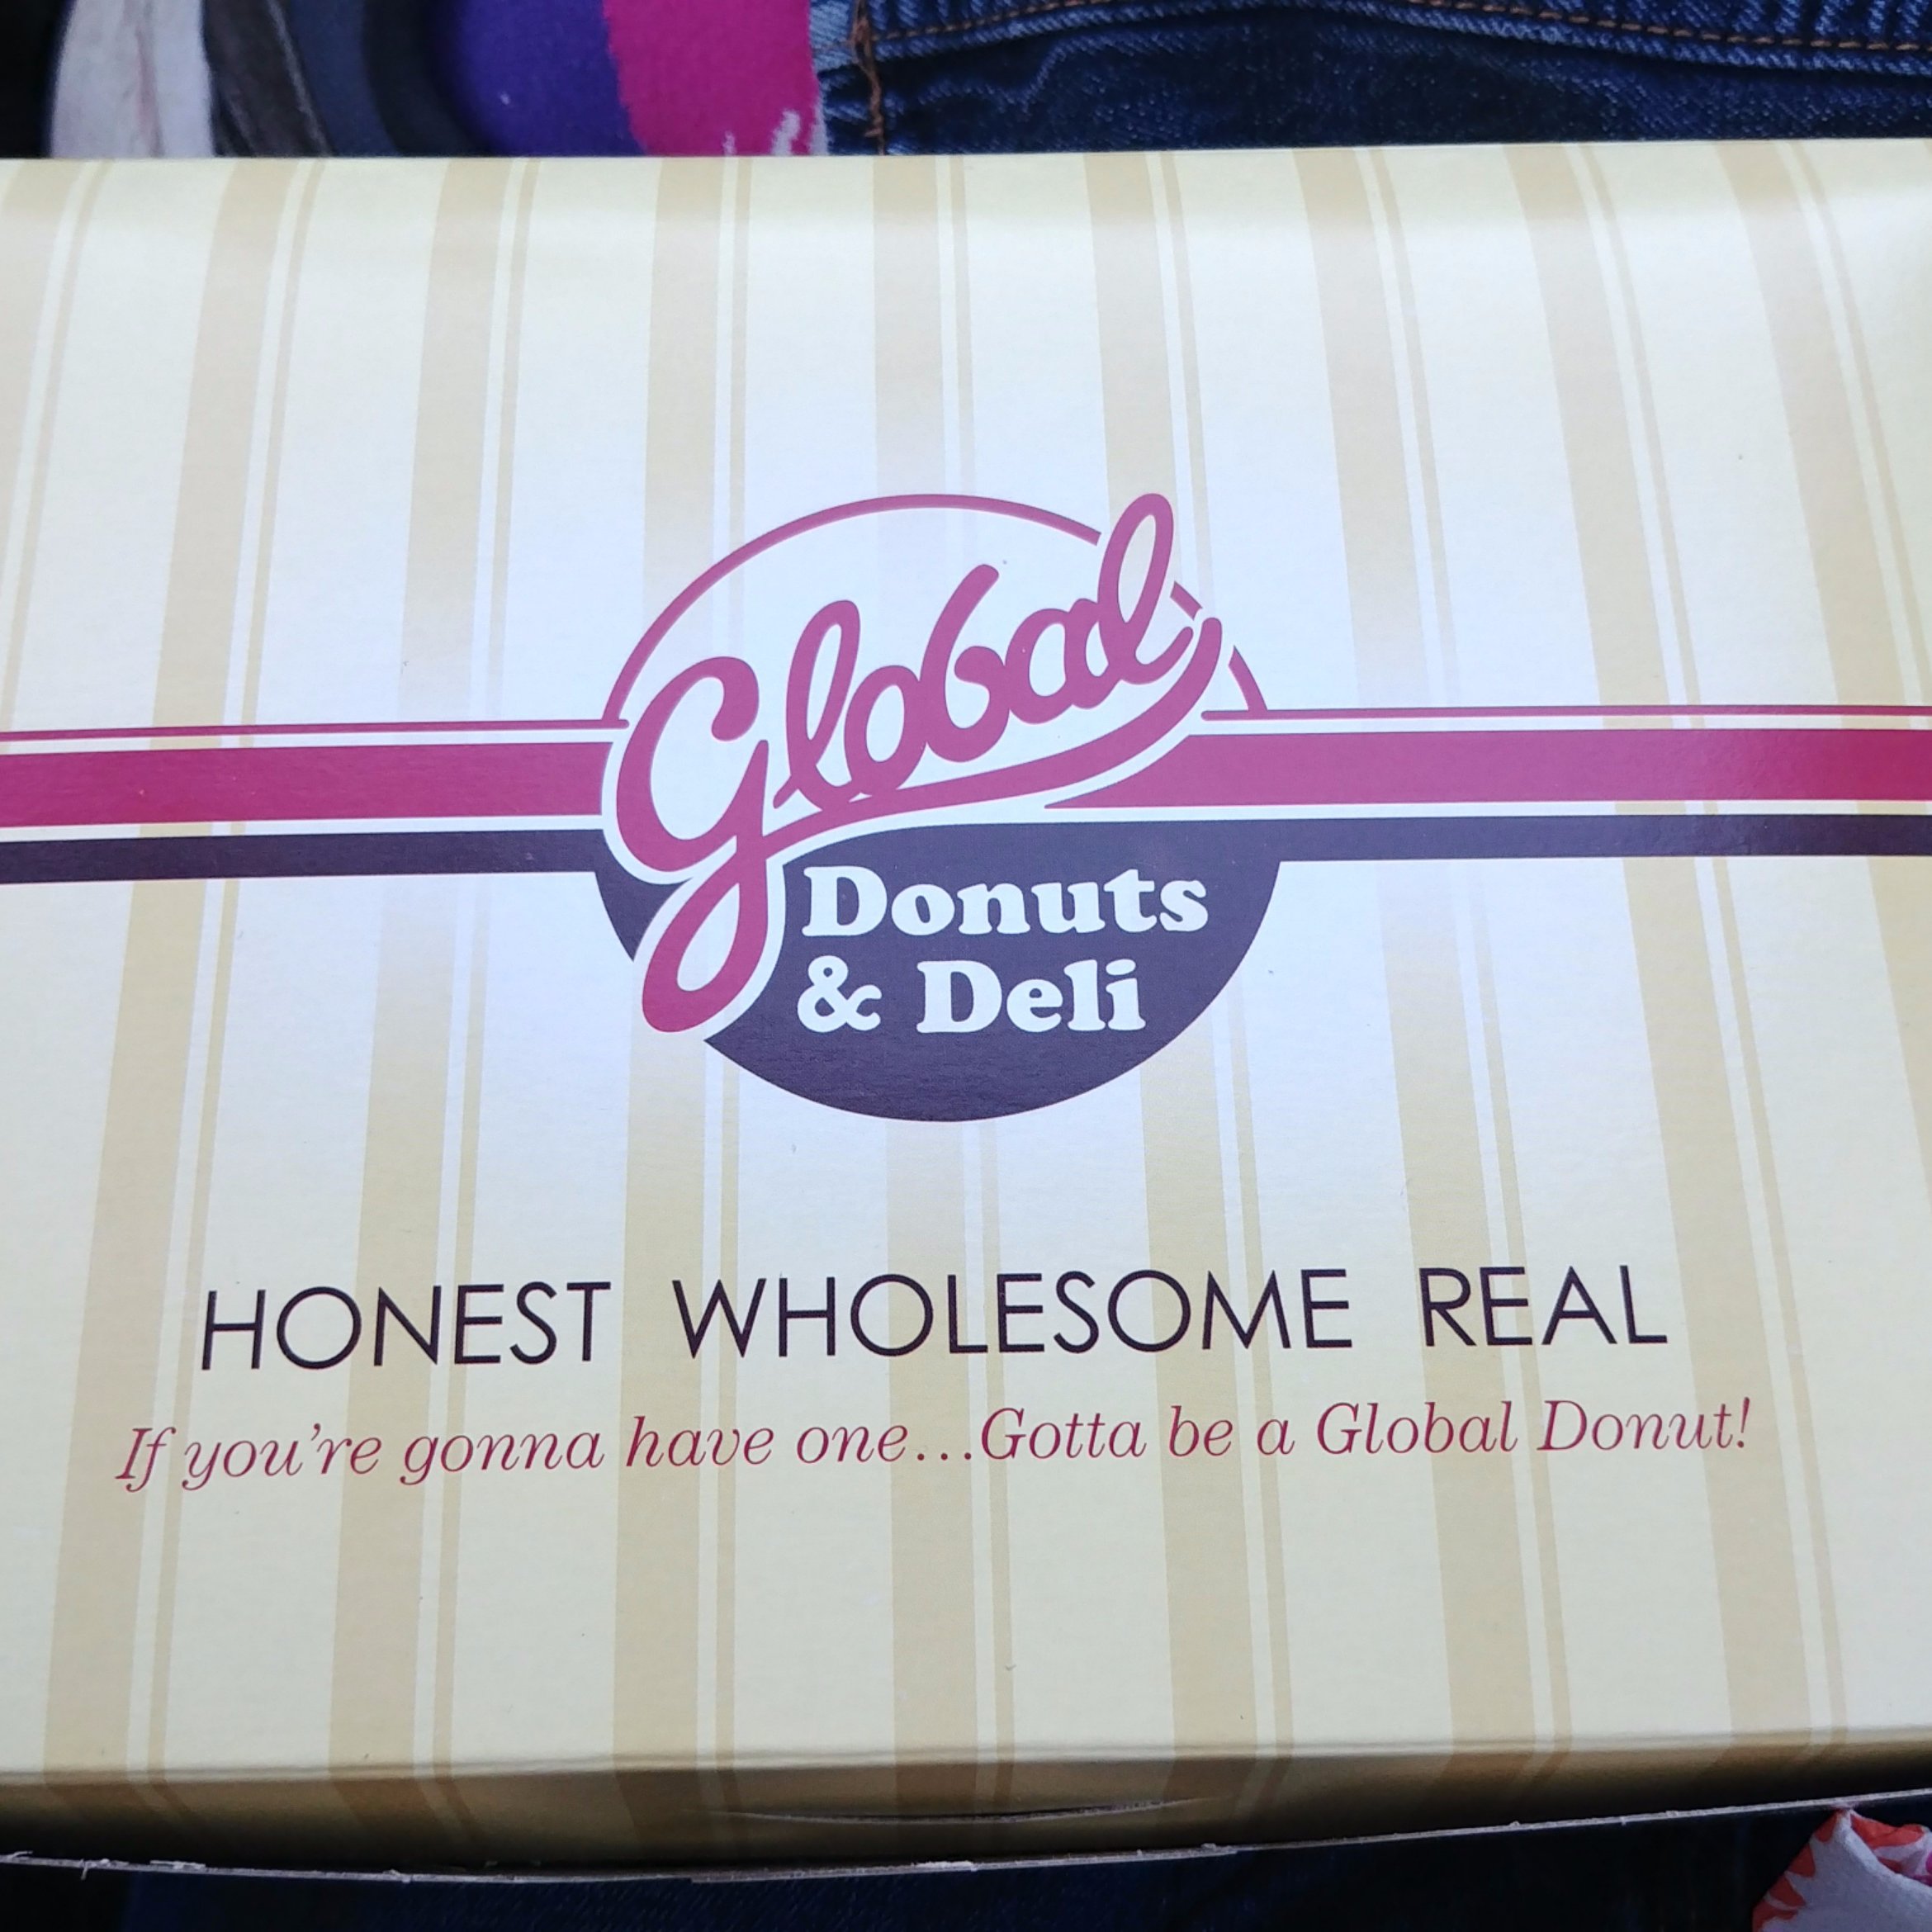 Global
Donuts
& Deli
HONEST WHOLESOME REAL
If you're gonna have one...Gotta be a Global Donut!